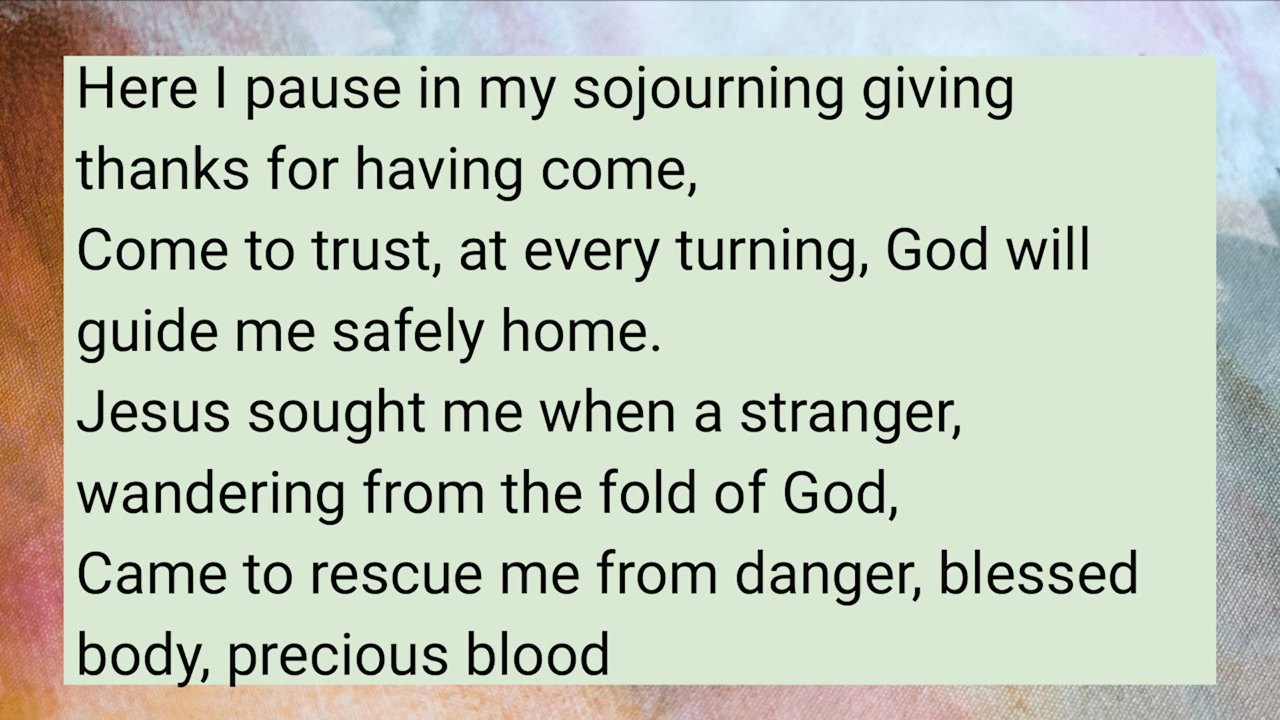 Here I pause in my sojourning giving
thanks for having come,
Come to trust, at every turning, God will
guide me safely home.
Jesus sought me when a stranger,
wandering from the fold of God,
Came to rescue me from danger, blessed
body, precious blood